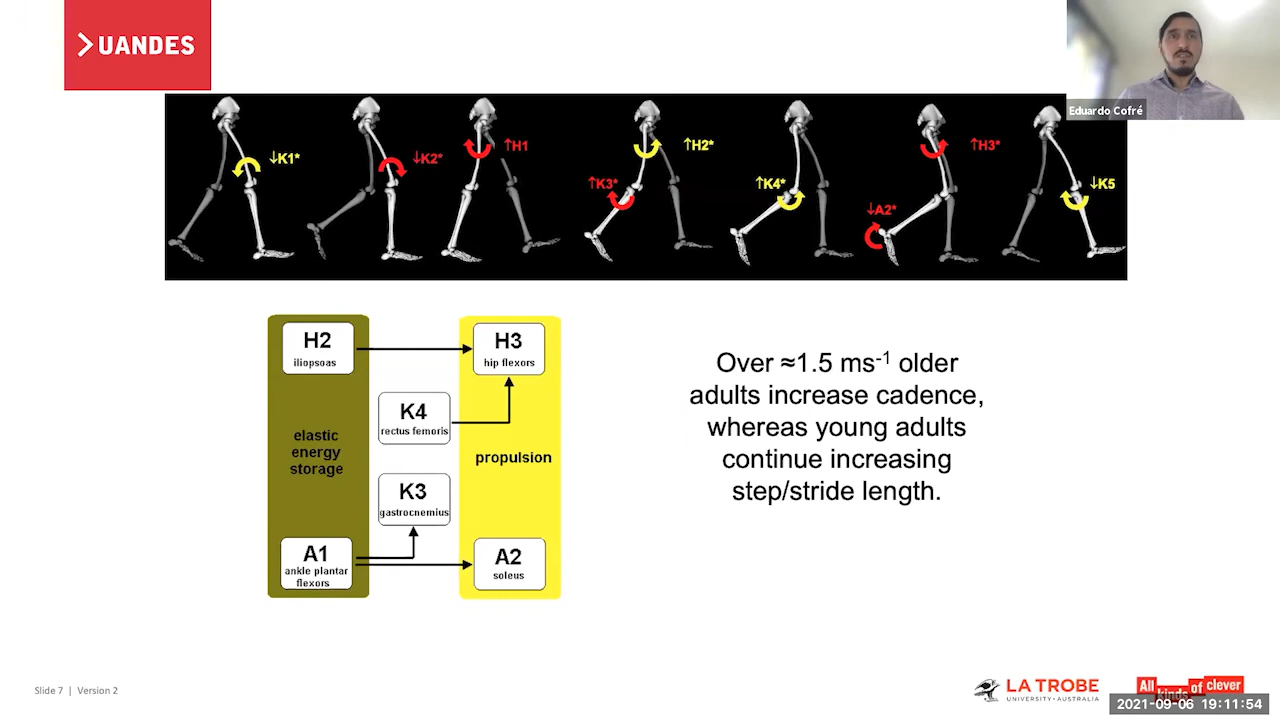 >UANDES
Eduardo Cofré
↓K1*
↓K2*
↑H1
↑K3*
↑H2*
↑K4*
↓A2*
↑H3*
↓K5
H2
iliopsoas
H3
hip flexors
K4
rectus femoris
elastic
energy
storage
propulsion
K3
gastrocnemius
A1
ankle plantar
flexors
A2
soleus
Over ≈1.5 ms-1 older
adults increase cadence,
whereas young adults
continue increasing
step/stride length.
Slide 7 | Version 2
LA TROBE
UNIVERSITY · AUSTRALIA
All kinds of clever
2021-09-06 19:11:54